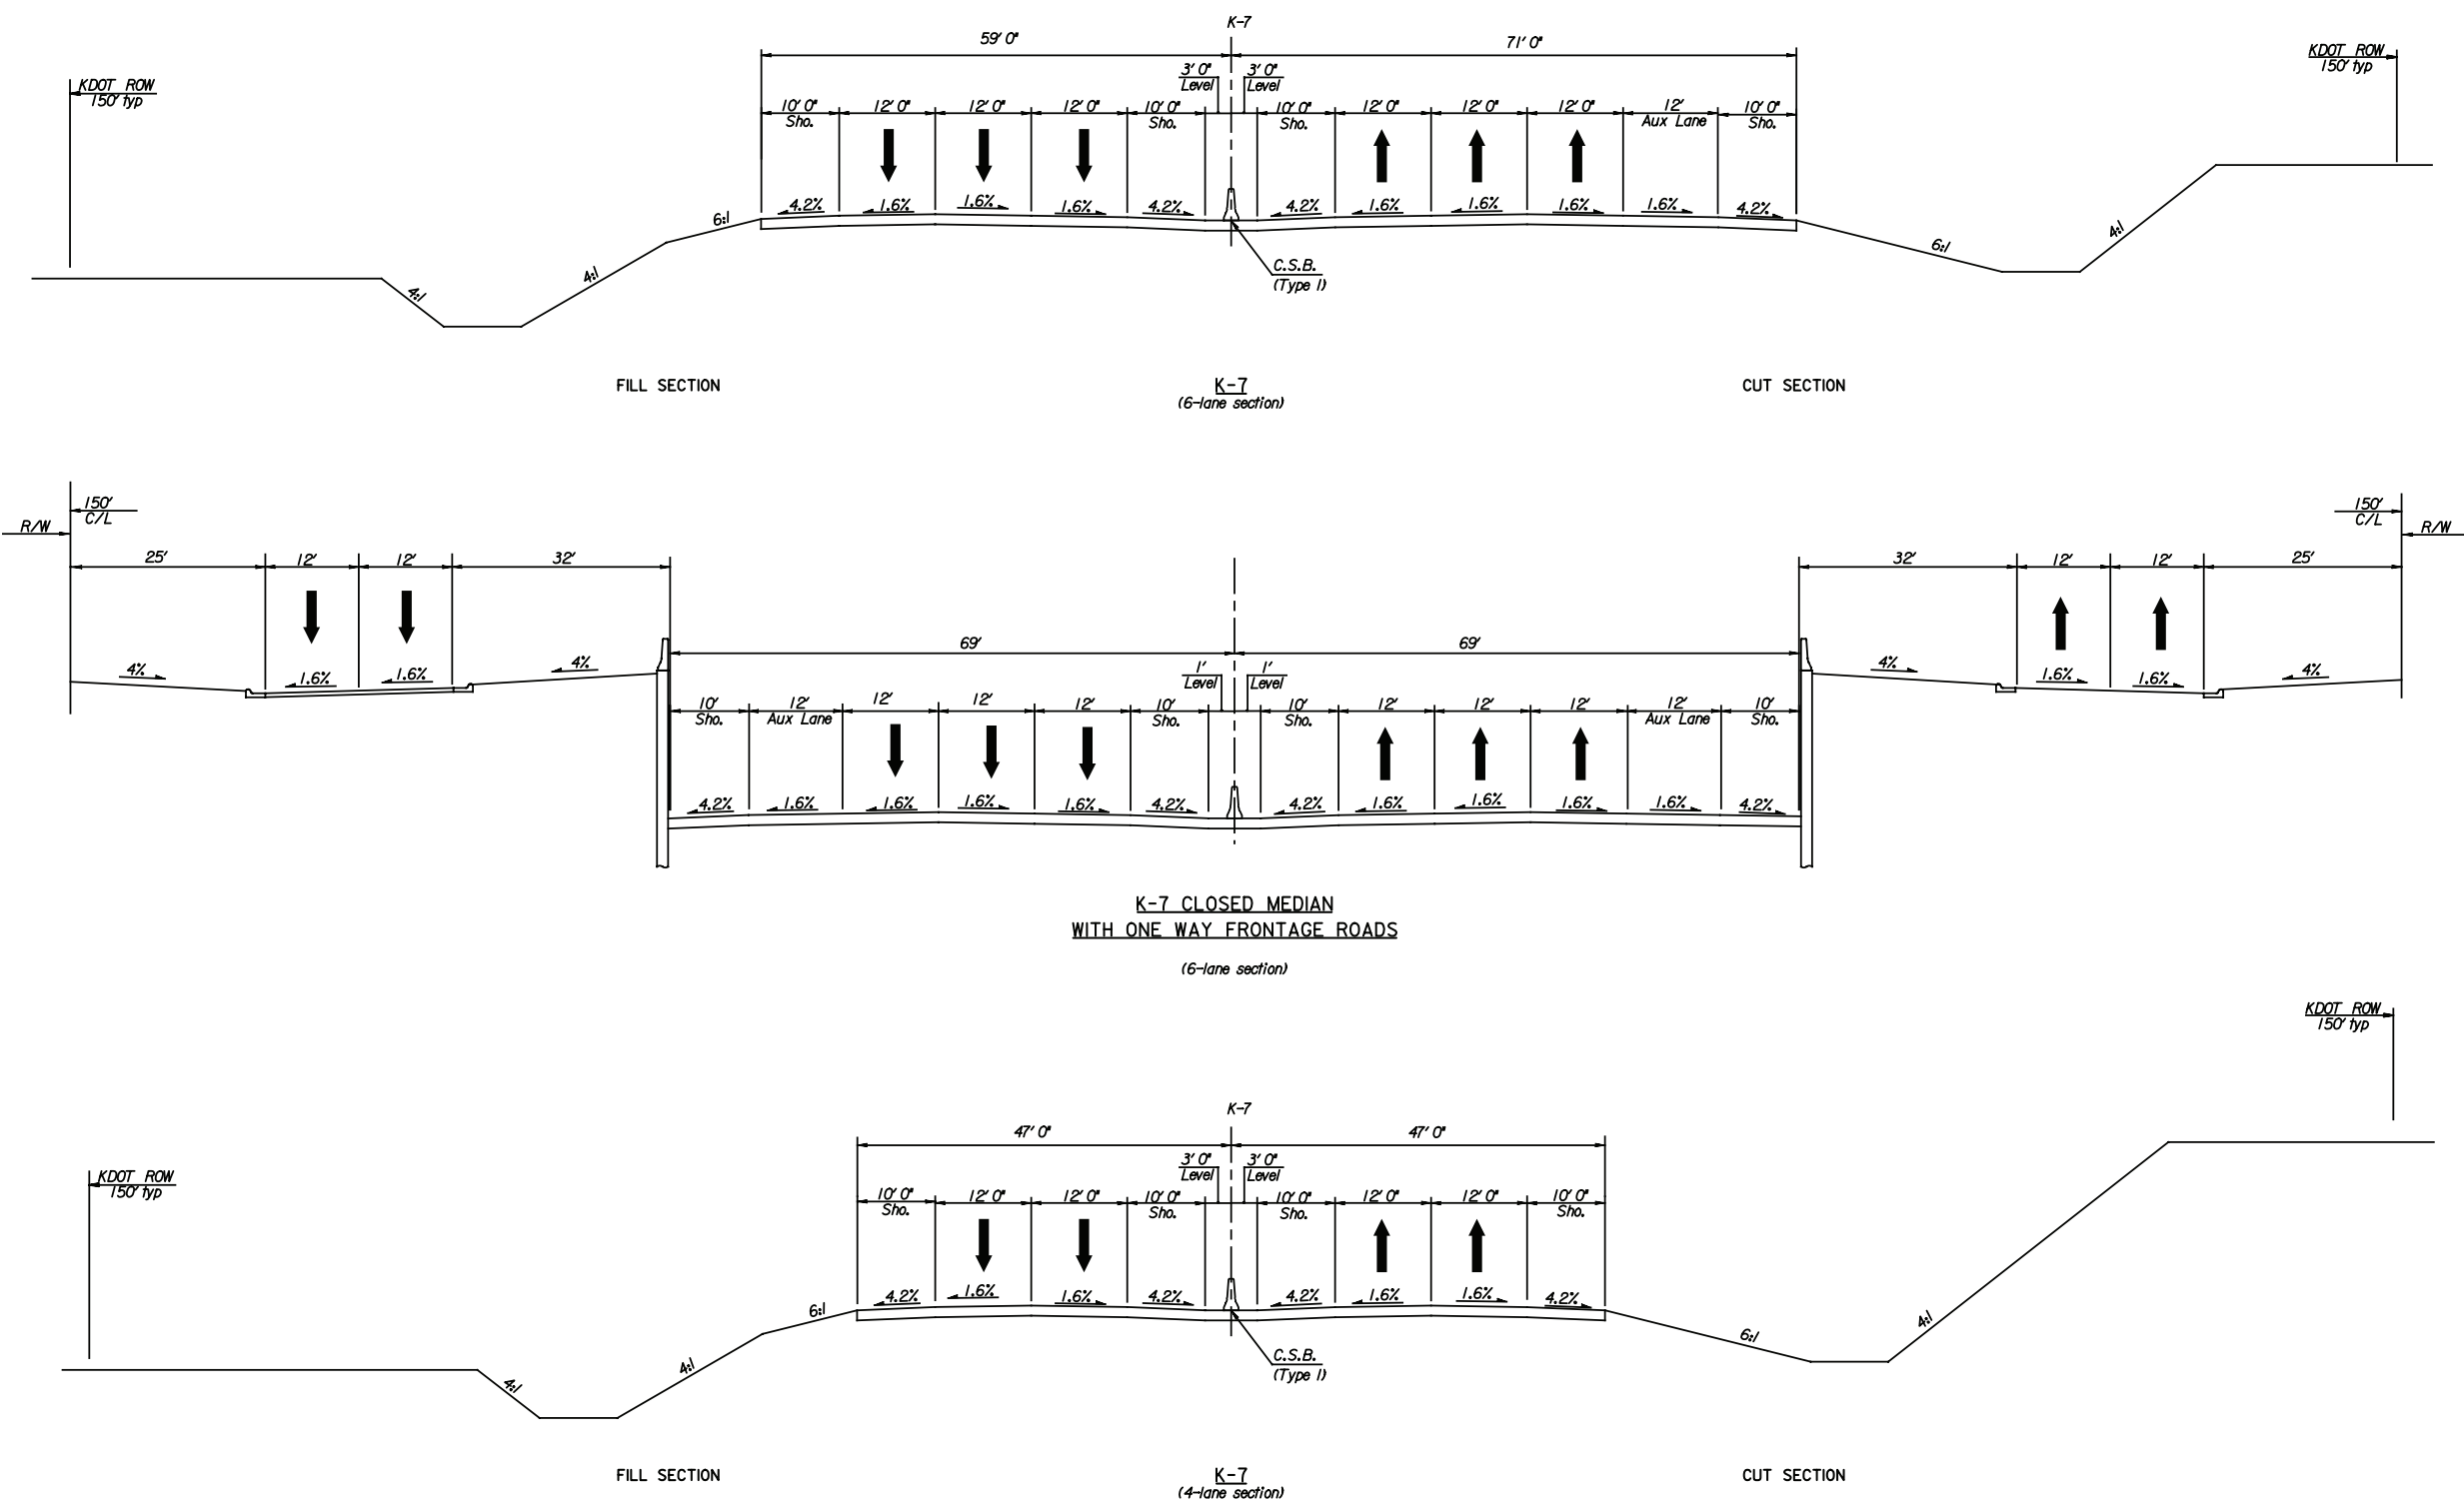 K-7
59' 0" 71' 0"
KDOT ROW
150' typ
KDOT ROW
150' typ
3' 0" 3' 0"
Level Level
10' 0" 12' 0" 12' 0" 12' 0" 10' 0" 10' 0" 12' 0" 12' 0" 12' 0" 12' 10' 0"
Sho. Sho. Sho. Aux Lane Sho.
4.2% 1.6% 1.6% 1.6% 4.2% 4.2% 1.6% 1.6% 1.6% 1.6% 4.2%
6:1 4:1 4:1 6:1 4:1
C.S.B.
(Type I)
FILL SECTION K-7 CUT SECTION
(6-lane section)
150' 150'
C/L C/L
R/W R/W
25' 12' 12' 32' 32' 12' 12' 25'
69' 69'
4% 1.6% 1.6% 4% 4% 1.6% 1.6% 4%
1' 1'
Level Level
10' 12' 12' 12' 12' 10' 10' 12' 12' 12' 12' 10'
Sho. Aux Lane Sho. Sho. Aux Lane Sho.
4.2% 1.6% 1.6% 1.6% 1.6% 4.2% 4.2% 1.6% 1.6% 1.6% 1.6% 4.2%
K-7 CLOSED MEDIAN
WITH ONE WAY FRONTAGE ROADS
(6-lane section)
KDOT ROW
150' typ
K-7
47' 0" 47' 0"
KDOT ROW
150' typ
3' 0" 3' 0"
Level Level
10' 0" 12' 0" 12' 0" 10' 0" 10' 0" 12' 0" 12' 0" 10' 0"
Sho. Sho. Sho. Sho.
4.2% 1.6% 1.6% 4.2% 4.2% 1.6% 1.6% 4.2%
6:1 4:1 4:1 6:1 4:1
C.S.B.
(Type I)
FILL SECTION K-7 CUT SECTION
(4-lane section)